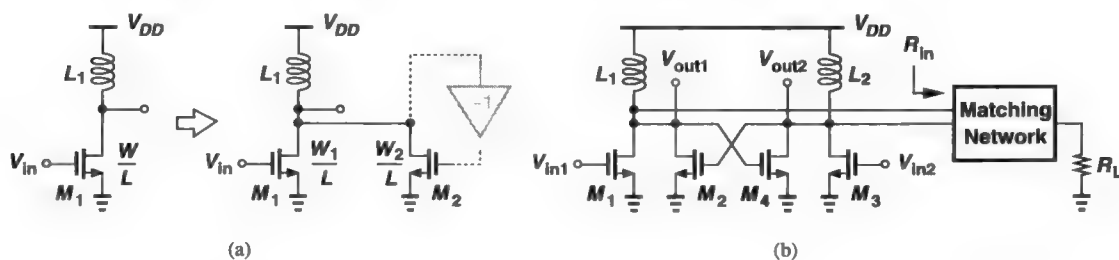 V_DD
L_1
V_in
W/L
M_1
V_DD
L_1
V_in
W_1/L
M_1
W_2/L
M_2
-1
(a)
V_DD
L_1
V_out1
V_out2
L_2
R_in
Matching
Network
R_L
V_in1
V_in2
M_1
M_2
M_4
M_3
(b)